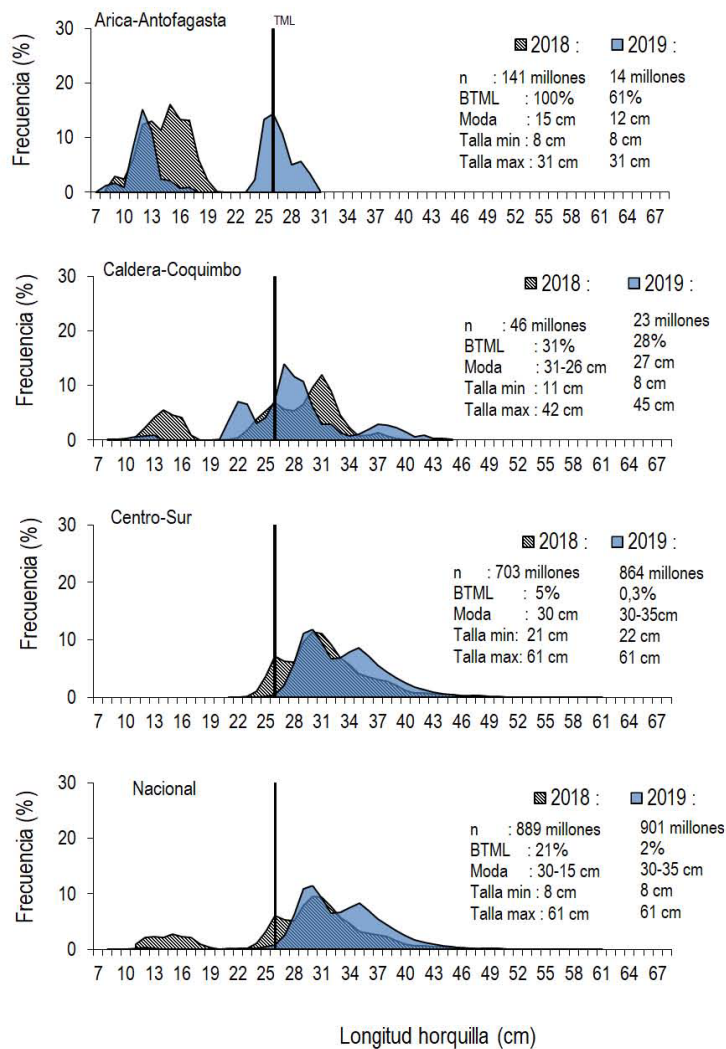 Arica-Antofagasta
TML
Frecuencia (%)
30
20
10
0
2018 : 2019 :
n : 141 millones 14 millones
BTML : 100% 61%
Moda : 15 cm 12 cm
Talla min : 8 cm 8 cm
Talla max : 31 cm 31 cm
7 10 13 16 19 22 25 28 31 34 37 40 43 46 49 52 55 58 61 64 67
Caldera-Coquimbo
Frecuencia (%)
30
20
10
0
2018 : 2019 :
n : 46 millones 23 millones
BTML : 31% 28%
Moda : 31-26 cm 27 cm
Talla min : 11 cm 8 cm
Talla max : 42 cm 45 cm
7 10 13 16 19 22 25 28 31 34 37 40 43 46 49 52 55 58 61 64 67
Centro-Sur
Frecuencia (%)
30
20
10
0
2018 : 2019 :
n : 703 millones 864 millones
BTML : 5% 0,3%
Moda : 30 cm 30-35cm
Talla min: 21 cm 22 cm
Talla max: 61 cm 61 cm
7 10 13 16 19 22 25 28 31 34 37 40 43 46 49 52 55 58 61 64 67
Nacional
Frecuencia (%)
30
20
10
0
2018 : 2019 :
n : 889 millones 901 millones
BTML : 21% 2%
Moda : 30-15 cm 30-35 cm
Talla min : 8 cm 8 cm
Talla max : 61 cm 61 cm
7 10 13 16 19 22 25 28 31 34 37 40 43 46 49 52 55 58 61 64 67
Longitud horquilla (cm)